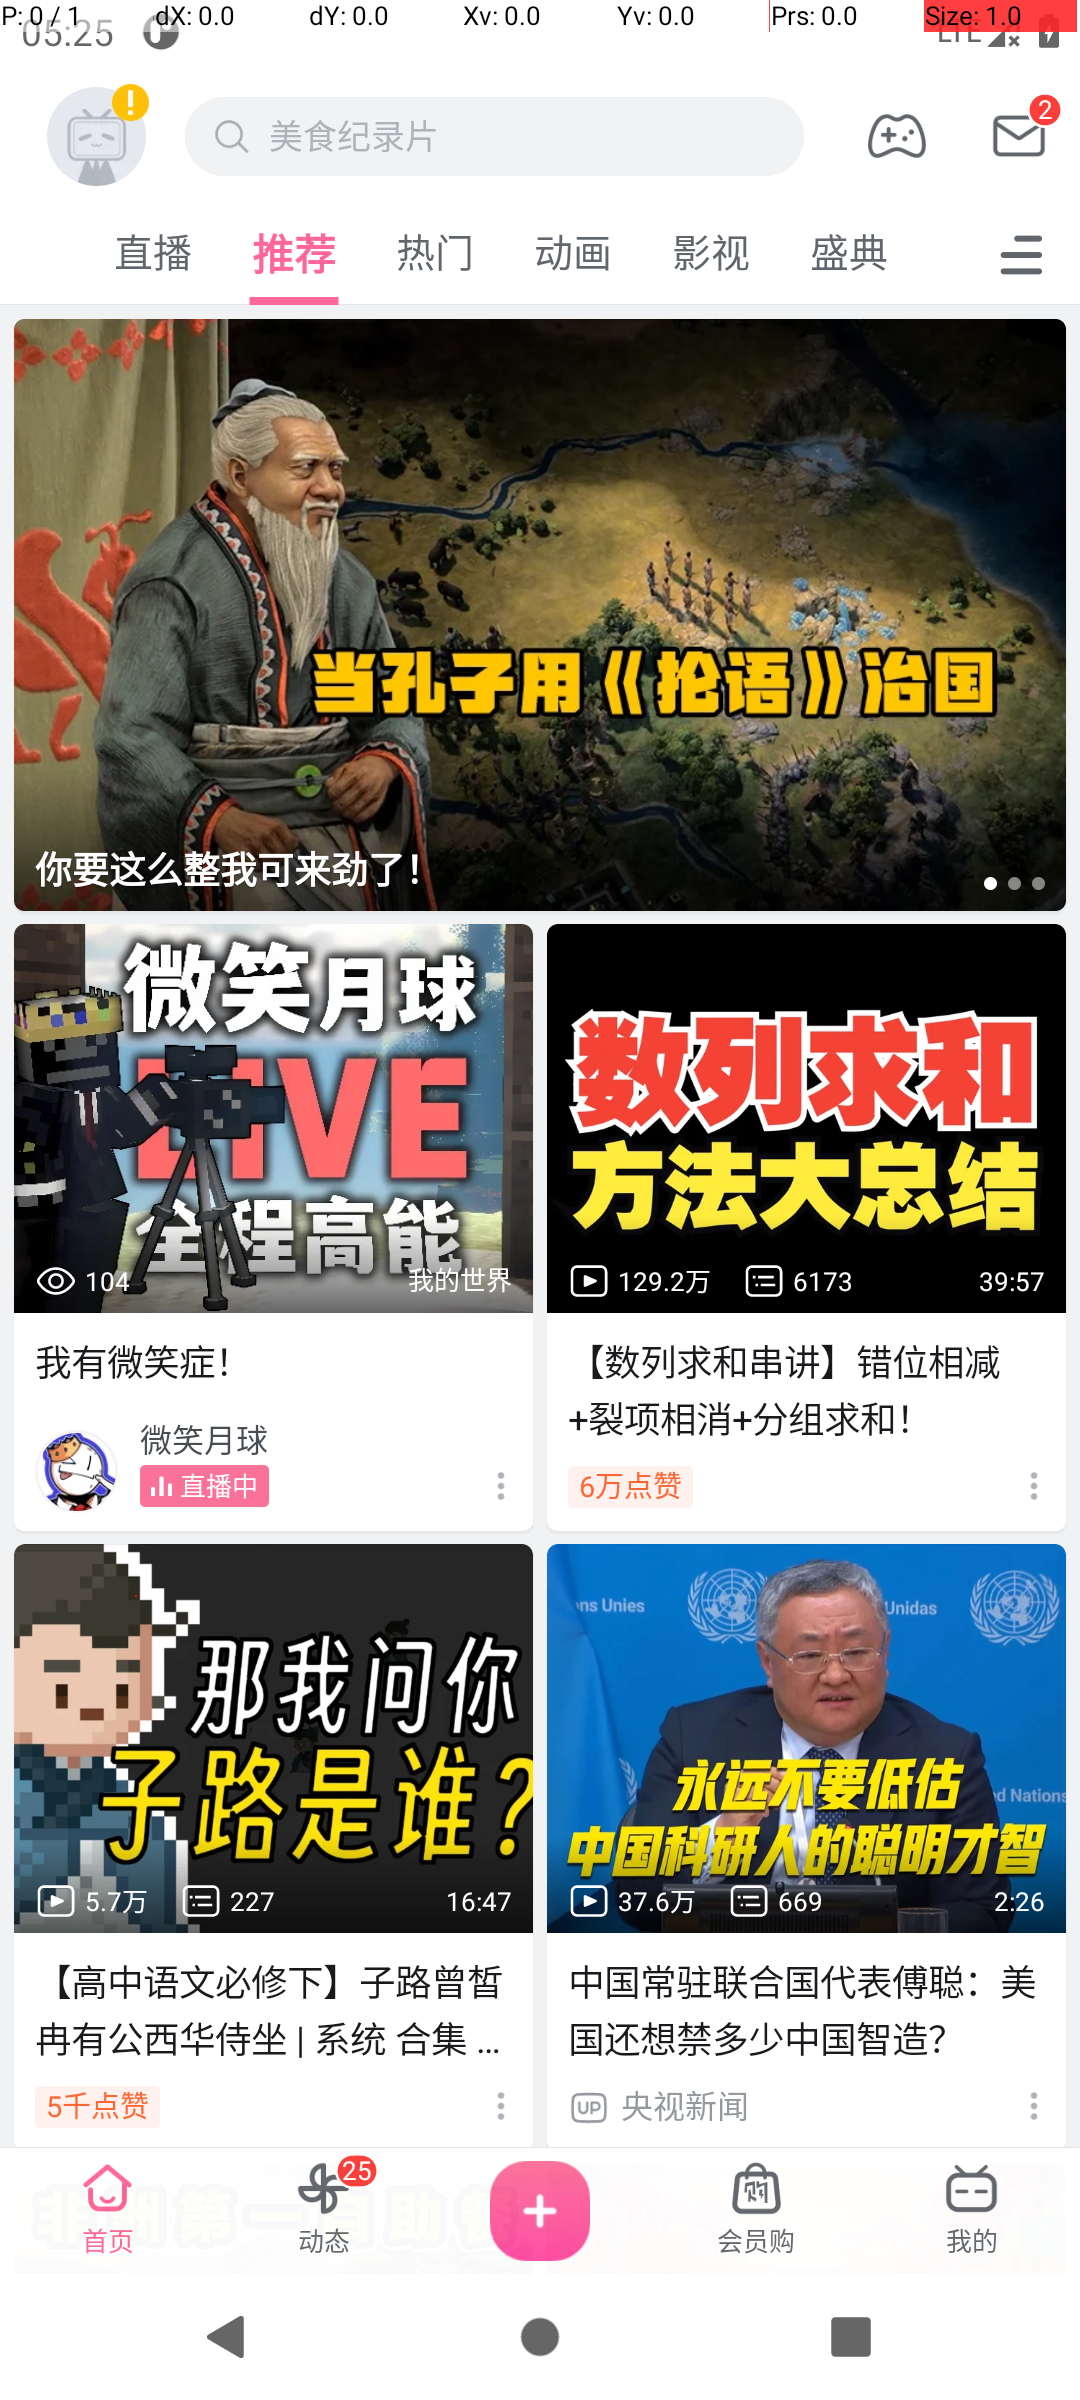 P: 0 / 1 dX: 0.0 dY: 0.0 Xv: 0.0 Yv: 0.0 Prs: 0.0 Size: 1.0
05:25 LTE
美食纪录片 2
直播 推荐 热门 动画 影视 盛典
当孔子用《抡语》治国
你要这么整我可来劲了！
微笑月球
LIVE
全程高能
104 我的世界
我有微笑症！
微笑月球
直播中
数列求和
方法大总结
129.2万 6173 39:57
【数列求和串讲】错位相减
+裂项相消+分组求和！
6万点赞
那我问你
子路是谁？
5.7万 227 16:47
【高中语文必修下】子路曾皙
冉有公西华侍坐 | 系统 合集 ...
5千点赞
ns Unies Unidas
d Nations
永远不要低估
中国科研人的聪明才智
37.6万 669 2:26
中国常驻联合国代表傅聪：美
国还想禁多少中国智造？
UP 央视新闻
25
购
首页 动态 会员购 我的